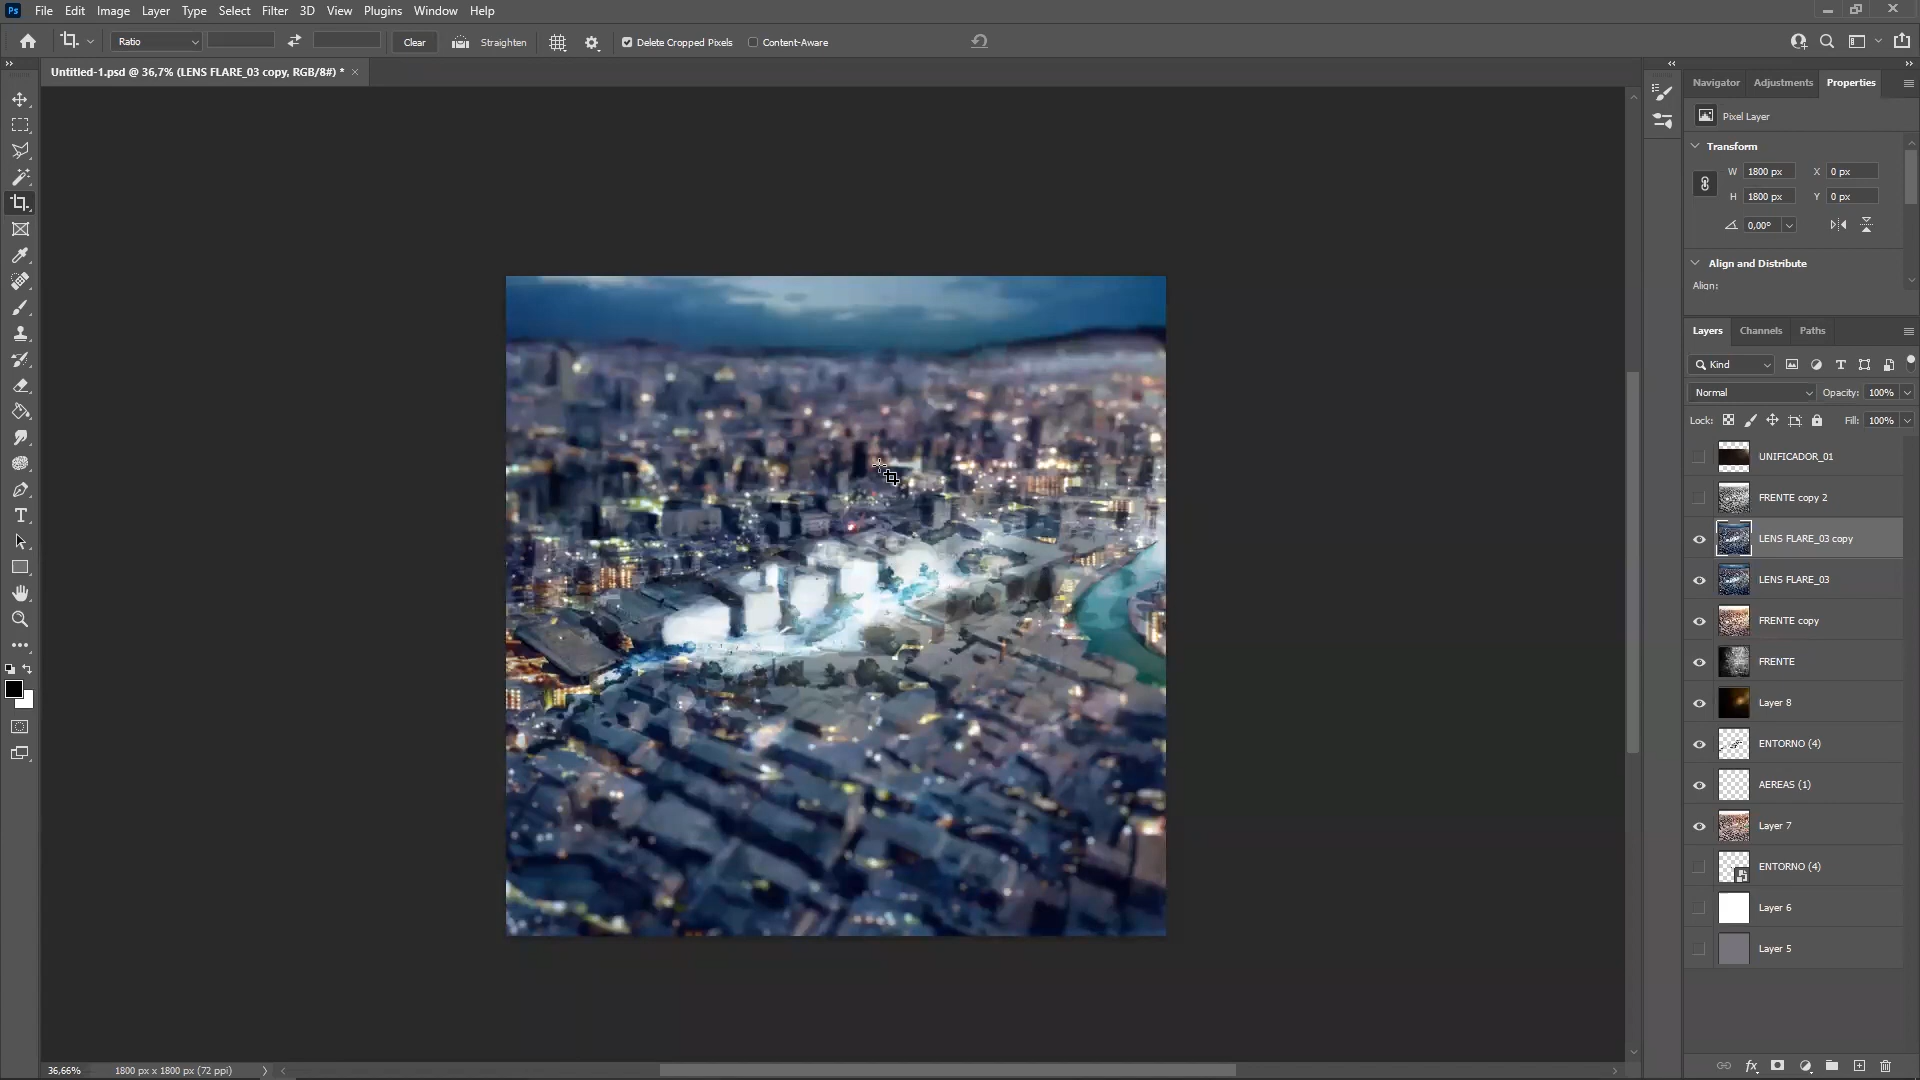 Ps File Edit Image Layer Type Select Filter 3D View Plugins Window Help
Ratio Clear Straighten Delete Cropped Pixels Content-Aware
Untitled-1.psd @ 36,7% (LENS FLARE_03 copy, RGB/8#) *
Navigator Adjustments Properties
Pixel Layer
Transform
W 1800 px X 0 px
H 1800 px Y 0 px
0,00°
Align and Distribute
Align:
Layers Channels Paths
Kind
Normal Opacity: 100%
Lock: Fill: 100%
UNIFICADOR_01
FRENTE copy 2
LENS FLARE_03 copy
LENS FLARE_03
FRENTE copy
FRENTE
Layer 8
ENTORNO (4)
AEREAS (1)
Layer 7
ENTORNO (4)
Layer 6
Layer 5
36,66% 1800 px x 1800 px (72 ppi)